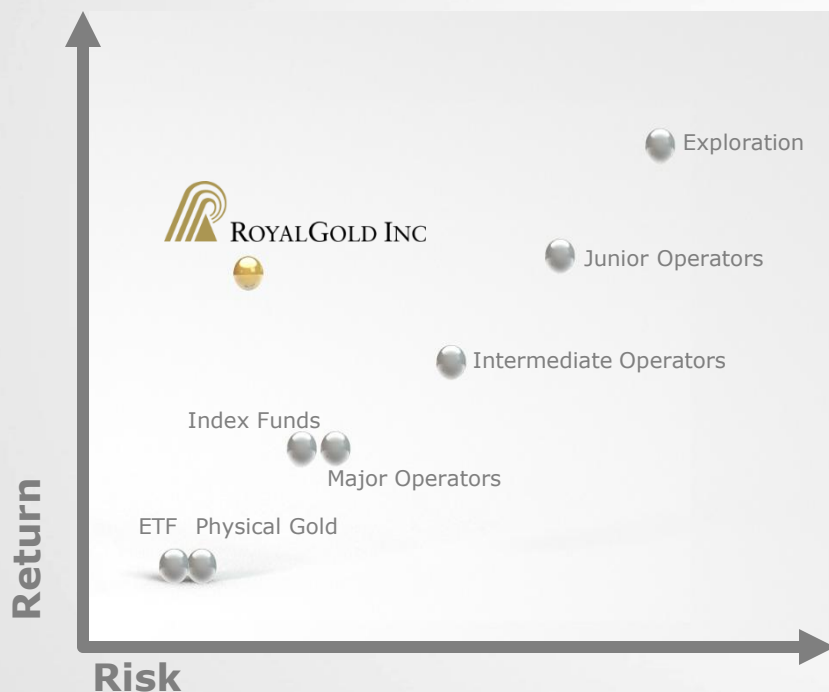 Exploration
ROYALGOLD INC
Junior Operators
Intermediate Operators
Index Funds
Major Operators
ETF Physical Gold
Return
Risk